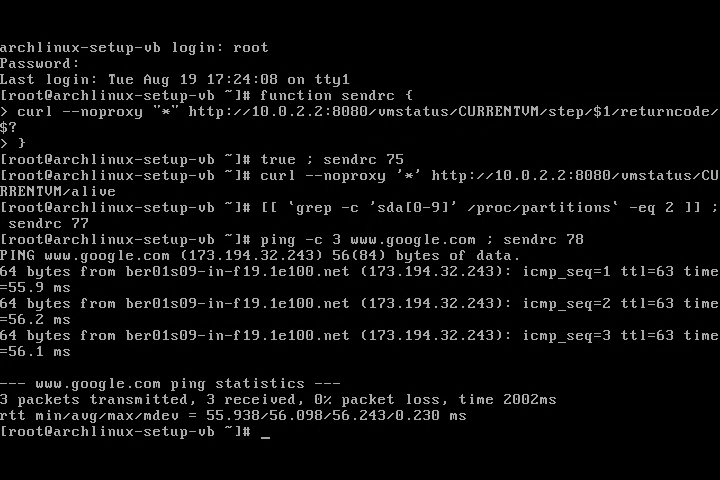 archlinux-setup-vb login: root
Password:
Last login: Tue Aug 19 17:24:08 on tty1
[root@archlinux-setup-vb ~]# function sendrc {
> curl --noproxy "*" http://10.0.2.2:8080/vmstatus/CURRENTVM/step/$1/returncode/
$?
> }
[root@archlinux-setup-vb ~]# true ; sendrc 75
[root@archlinux-setup-vb ~]# curl --noproxy '*' http://10.0.2.2:8080/vmstatus/CU
RRENTVM/alive
[root@archlinux-setup-vb ~]# [[ `grep -c 'sda[0-9]' /proc/partitions` -eq 2 ]] ;
 sendrc 77
[root@archlinux-setup-vb ~]# ping -c 3 www.google.com ; sendrc 78
PING www.google.com (173.194.32.243) 56(84) bytes of data.
64 bytes from ber01s09-in-f19.1e100.net (173.194.32.243): icmp_seq=1 ttl=63 time
=55.9 ms
64 bytes from ber01s09-in-f19.1e100.net (173.194.32.243): icmp_seq=2 ttl=63 time
=56.2 ms
64 bytes from ber01s09-in-f19.1e100.net (173.194.32.243): icmp_seq=3 ttl=63 time
=56.1 ms
--- www.google.com ping statistics ---
3 packets transmitted, 3 received, 0% packet loss, time 2002ms
rtt min/avg/max/mdev = 55.938/56.098/56.243/0.230 ms
[root@archlinux-setup-vb ~]# _